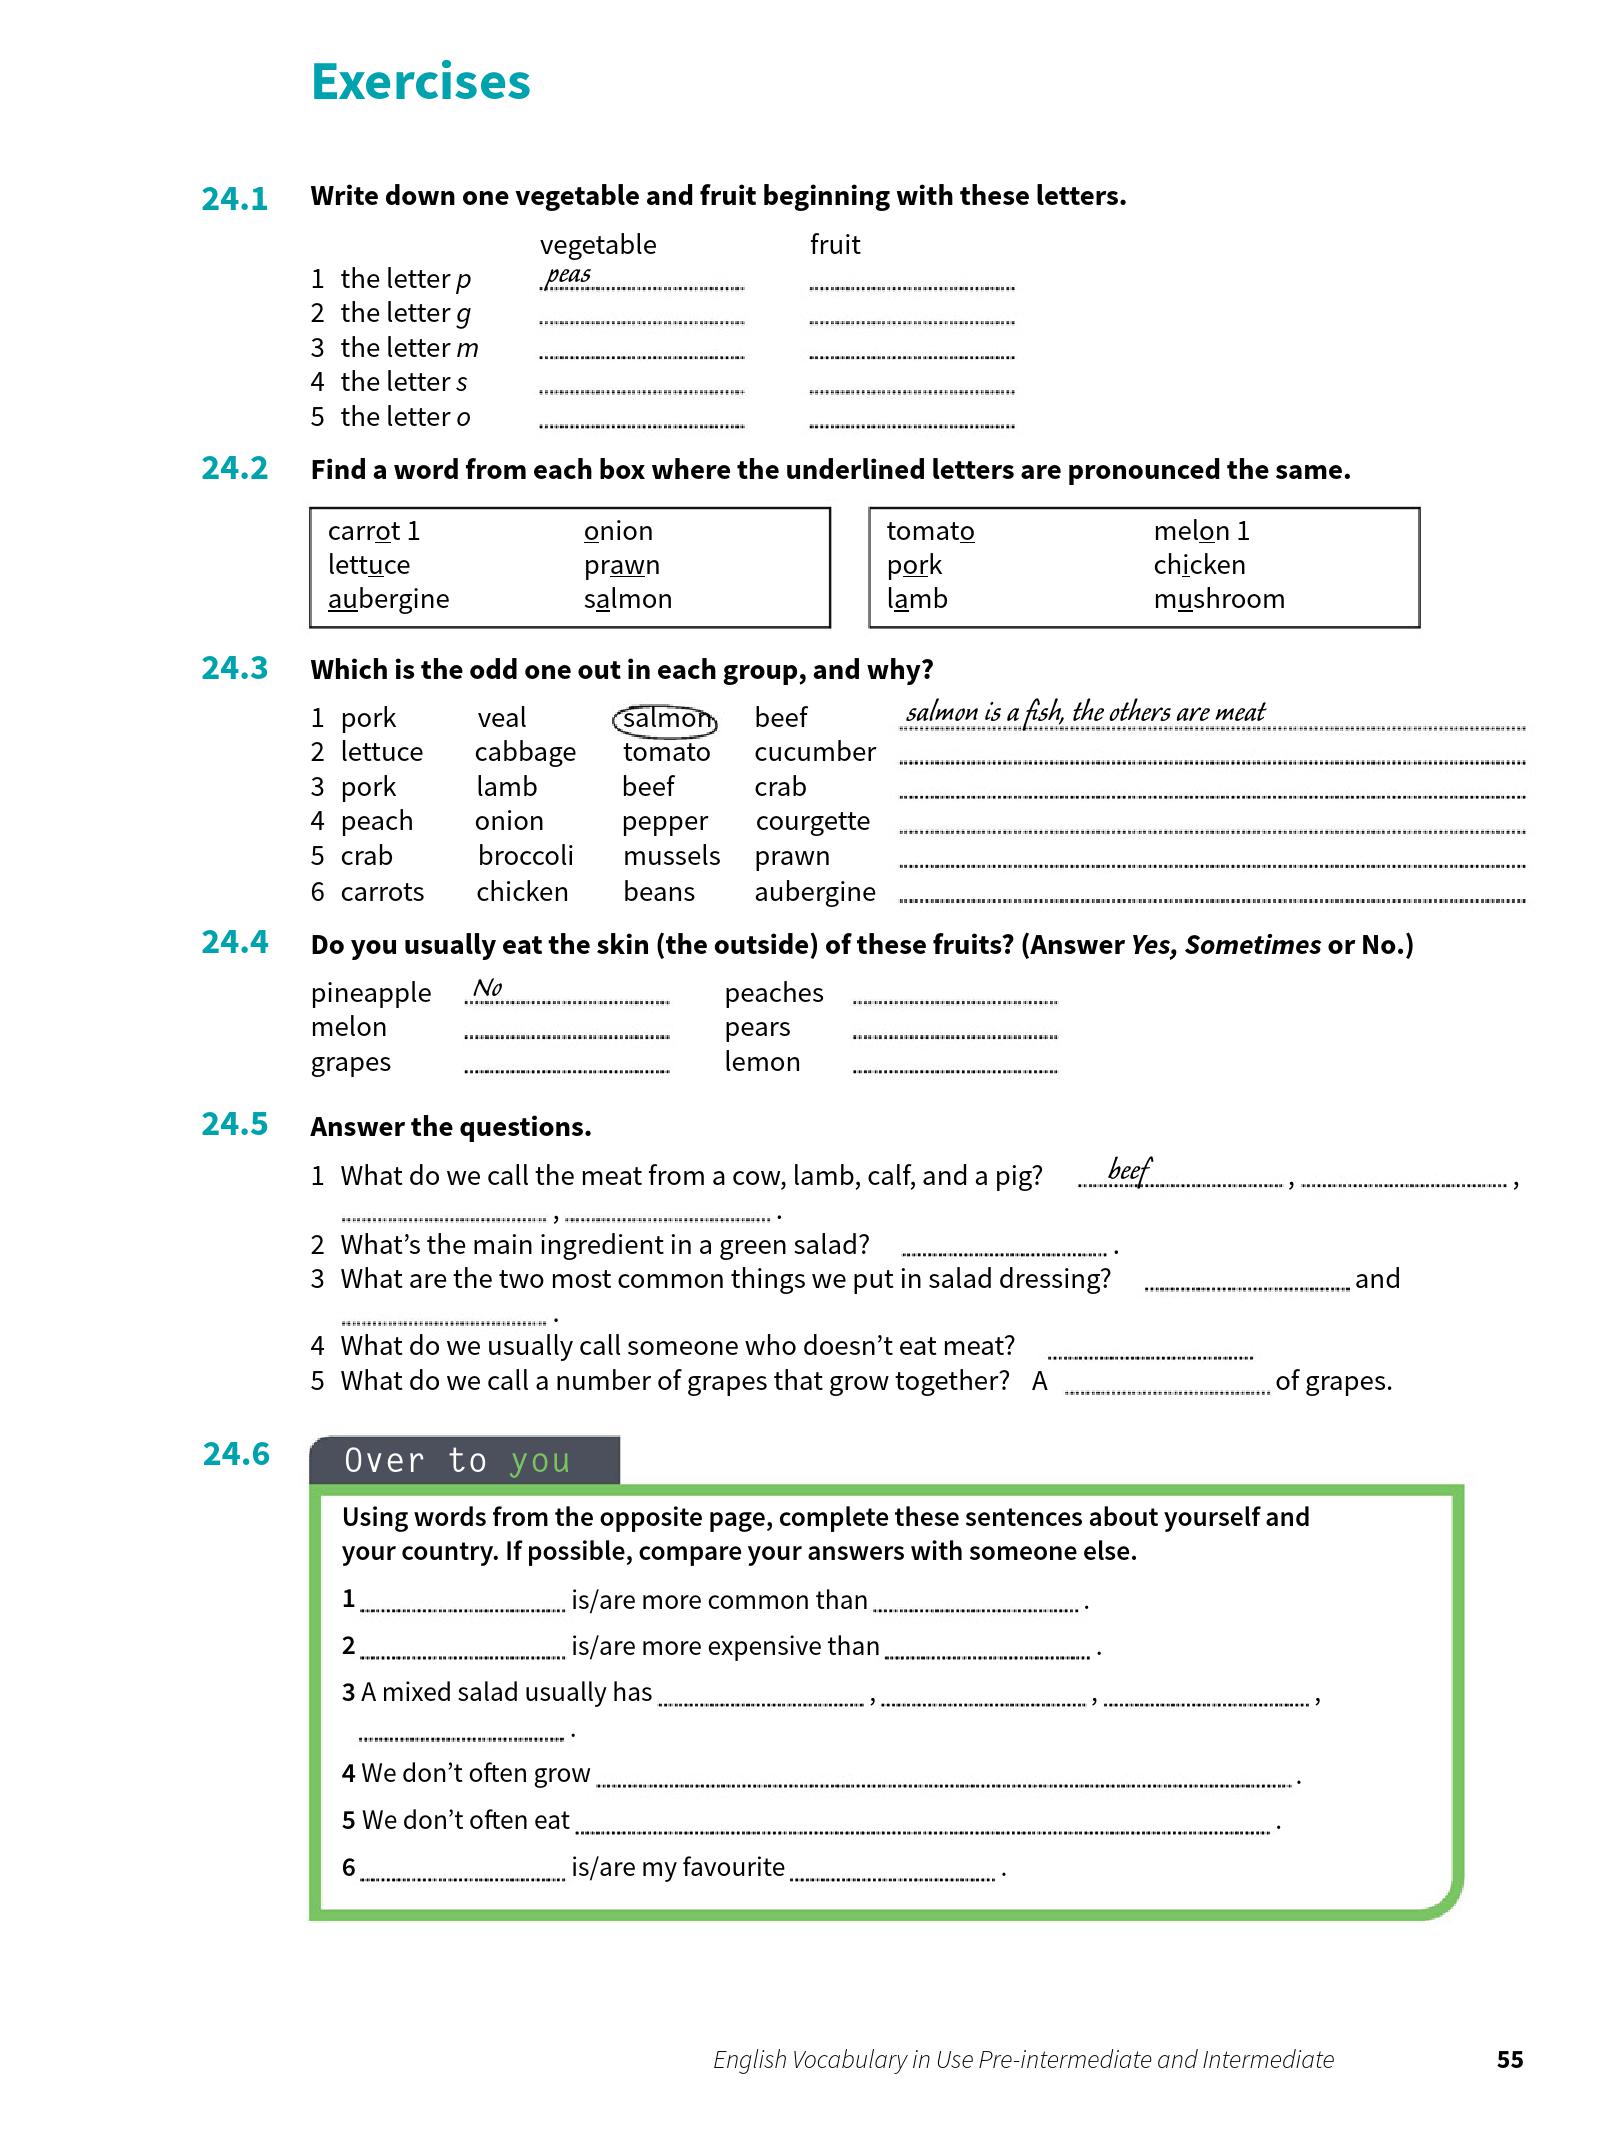 Exercises
24.1 Write down one vegetable and fruit beginning with these letters.
vegetable fruit
1 the letter p peas
2 the letter g
3 the letter m
4 the letter s
5 the letter o
24.2 Find a word from each box where the underlined letters are pronounced the same.
carrot 1 onion
lettuce prawn
aubergine salmon
tomato melon 1
pork chicken
lamb mushroom
24.3 Which is the odd one out in each group, and why?
1 pork veal salmon beef salmon is a fish, the others are meat
2 lettuce cabbage tomato cucumber
3 pork lamb beef crab
4 peach onion pepper courgette
5 crab broccoli mussels prawn
6 carrots chicken beans aubergine
24.4 Do you usually eat the skin (the outside) of these fruits? (Answer Yes, Sometimes or No.)
pineapple No peaches
melon pears
grapes lemon
24.5 Answer the questions.
1 What do we call the meat from a cow, lamb, calf, and a pig? beef , ,
, .
2 What's the main ingredient in a green salad? .
3 What are the two most common things we put in salad dressing? and
.
4 What do we usually call someone who doesn't eat meat?
5 What do we call a number of grapes that grow together? A of grapes.
24.6 Over to you
Using words from the opposite page, complete these sentences about yourself and
your country. If possible, compare your answers with someone else.
1 is/are more common than .
2 is/are more expensive than .
3 A mixed salad usually has , , ,
.
4 We don't often grow .
5 We don't often eat .
6 is/are my favourite .
English Vocabulary in Use Pre-intermediate and Intermediate 55